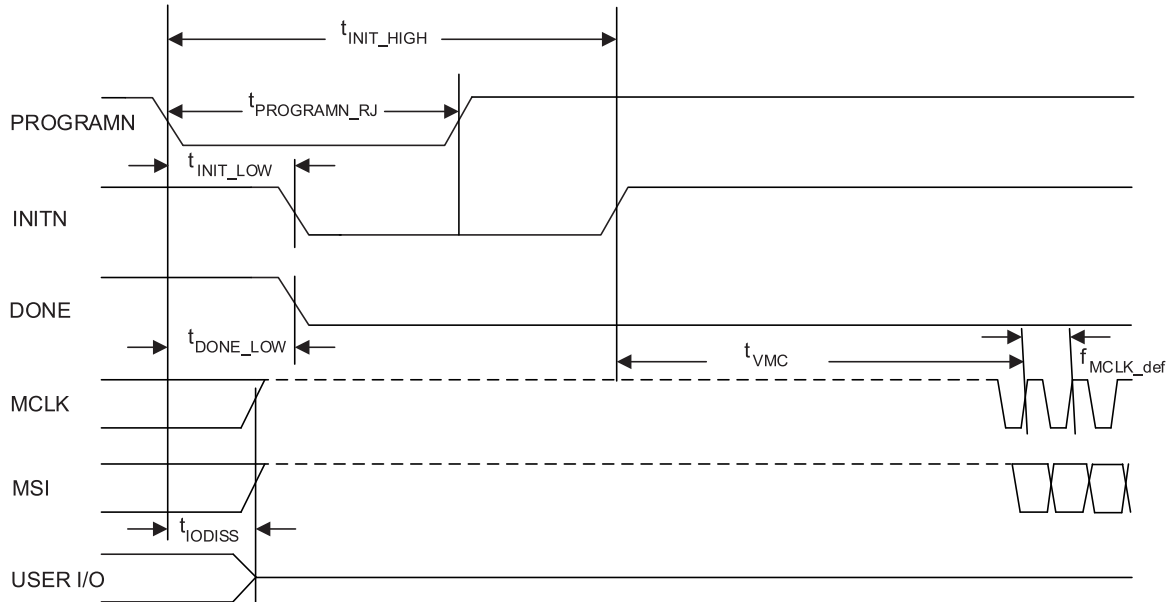 tINIT_HIGH
PROGRAMN
tPROGRAMN_RJ
tINIT_LOW
INITN
DONE
tDONE_LOW
tVMC
fMCLK_def
MCLK
MSI
tIODISS
USER I/O